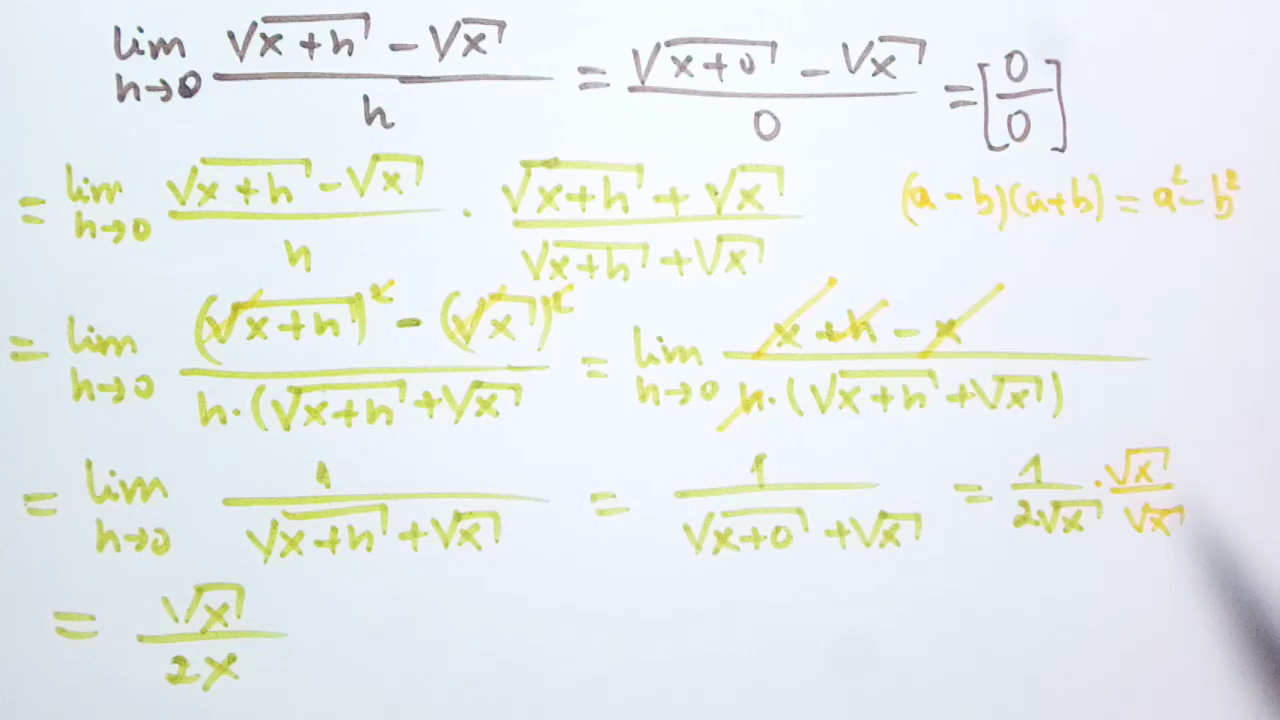 lim h→0 (√(x+h) - √x)/h = (√(x+0) - √x)/0 = [0/0]
= lim h→0 (√(x+h) - √x)/h · (√(x+h) + √x)/(√(x+h) + √x) (a - b)(a+b) = a² - b²
= lim h→0 ((√(x+h))² - (√x)²)/(h·(√(x+h) + √x) = lim h→0 (x + h - x)/(h·(√(x+h) + √x))
= lim h→0 1/(√(x+h) + √x) = 1/(√(x+0) + √x) = 1/(2√x) · √x/√x
= √x/(2x)